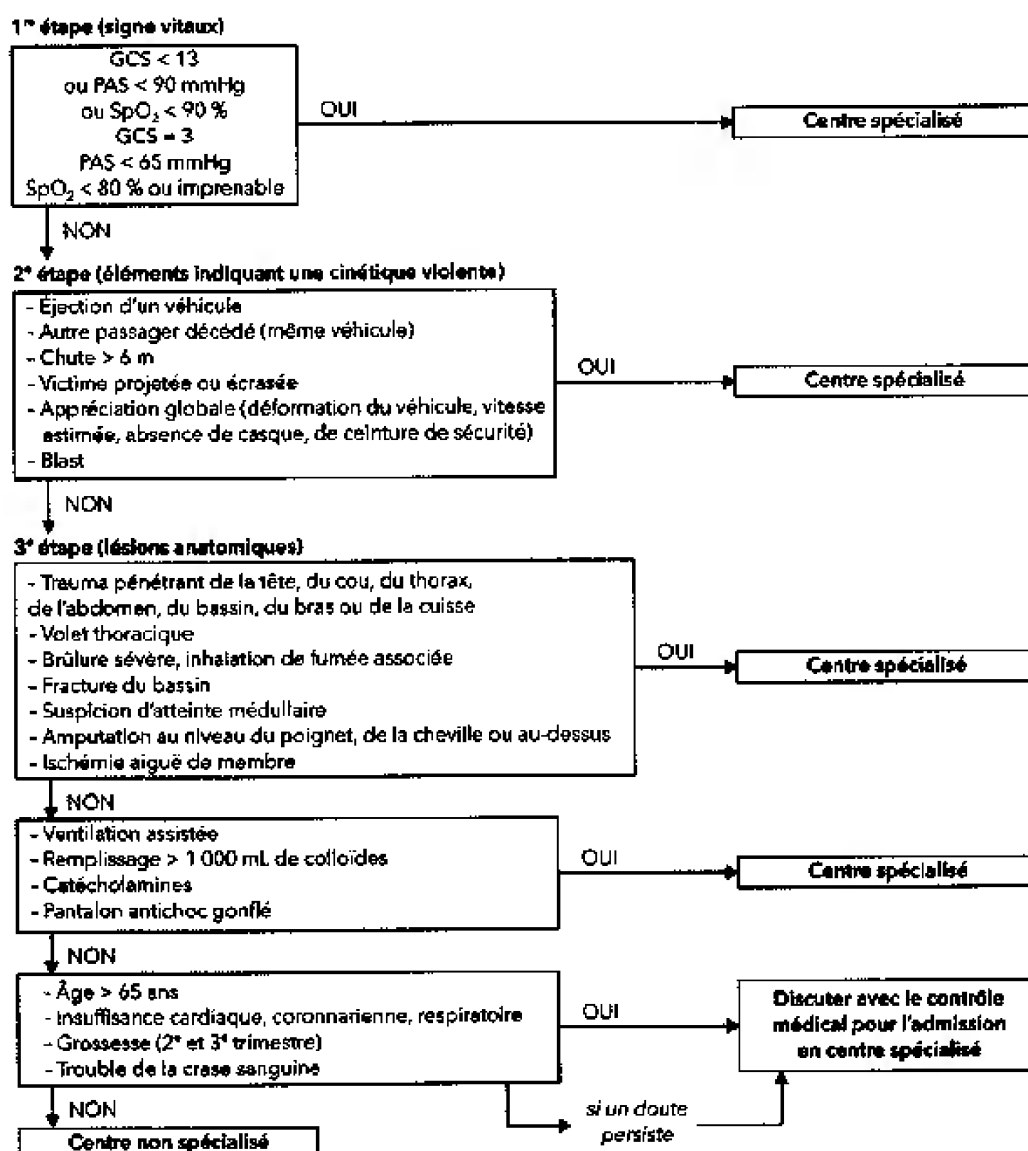 1re étape (signe vitaux)
GCS < 13
ou PAS < 90 mmHg
ou SpO2 < 90 %
GCS = 3
PAS < 65 mmHg
SpO2 < 80 % ou imprenable
OUI
Centre spécialisé
NON
2e étape (éléments indiquant une cinétique violente)
- Éjection d'un véhicule
- Autre passager décédé (même véhicule)
- Chute > 6 m
- Victime projetée ou écrasée
- Appréciation globale (déformation du véhicule, vitesse
estimée, absence de casque, de ceinture de sécurité)
- Blast
OUI
Centre spécialisé
NON
3e étape (lésions anatomiques)
- Trauma pénétrant de la tête, du cou, du thorax,
de l'abdomen, du bassin, du bras ou de la cuisse
- Volet thoracique
- Brûlure sévère, inhalation de fumée associée
- Fracture du bassin
- Suspicion d'atteinte médullaire
- Amputation au niveau du poignet, de la cheville ou au-dessus
- Ischémie aiguë de membre
OUI
Centre spécialisé
NON
- Ventilation assistée
- Remplissage > 1 000 mL de colloïdes
- Catécholamines
- Pantalon antichoc gonflé
OUI
Centre spécialisé
NON
- Âge > 65 ans
- Insuffisance cardiaque, coronnarienne, respiratoire
- Grossesse (2e et 3e trimestre)
- Trouble de la crase sanguine
OUI
Discuter avec le contrôle
médical pour l'admission
en centre spécialisé
NON
si un doute
persiste
Centre non spécialisé